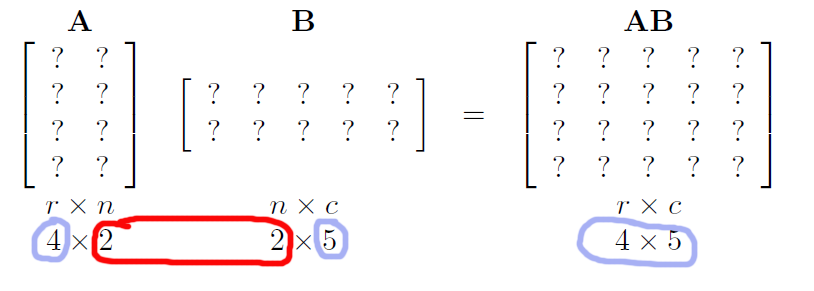 A B AB
? ? ? ? ? ? ?
? ? ? ? ? ? ? ? ? ? ? ?
? ? ? ? ? ? ? ? ? ? ? ? =
? ? ? ? ? ? ?
r × n n × c r × c
4 × 2 2 × 5 4 × 5